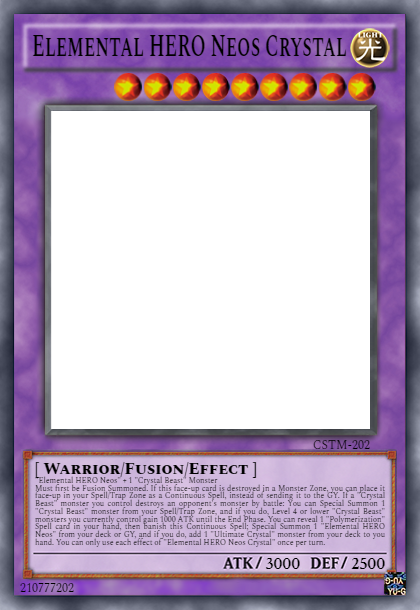 Elemental HERO Neos Crystal
LIGHT
光
CSTM-202
[ Warrior/Fusion/Effect ]
"Elemental HERO Neos" + 1 "Crystal Beast" Monster
Must first be Fusion Summoned. If this face-up card is destroyed in a Monster Zone, you can place it
face-up in your Spell/Trap Zone as a Continuous Spell, instead of sending it to the GY. If a "Crystal
Beast" monster you control destroys an opponent's monster by battle: You can Special Summon 1
"Crystal Beast" monster from your Spell/Trap Zone, and if you do, Level 4 or lower "Crystal Beast"
monsters you currently control gain 1000 ATK until the End Phase. You can reveal 1 "Polymerization"
Spell card in your hand, then banish this Continuous Spell; Special Summon 1 "Elemental HERO
Neos" from your deck or GY, and if you do, add 1 "Ultimate Crystal" monster from your deck to you
hand. You can only use each effect of "Elemental HERO Neos Crystal" once per turn.
ATK / 3000 DEF / 2500
210777202